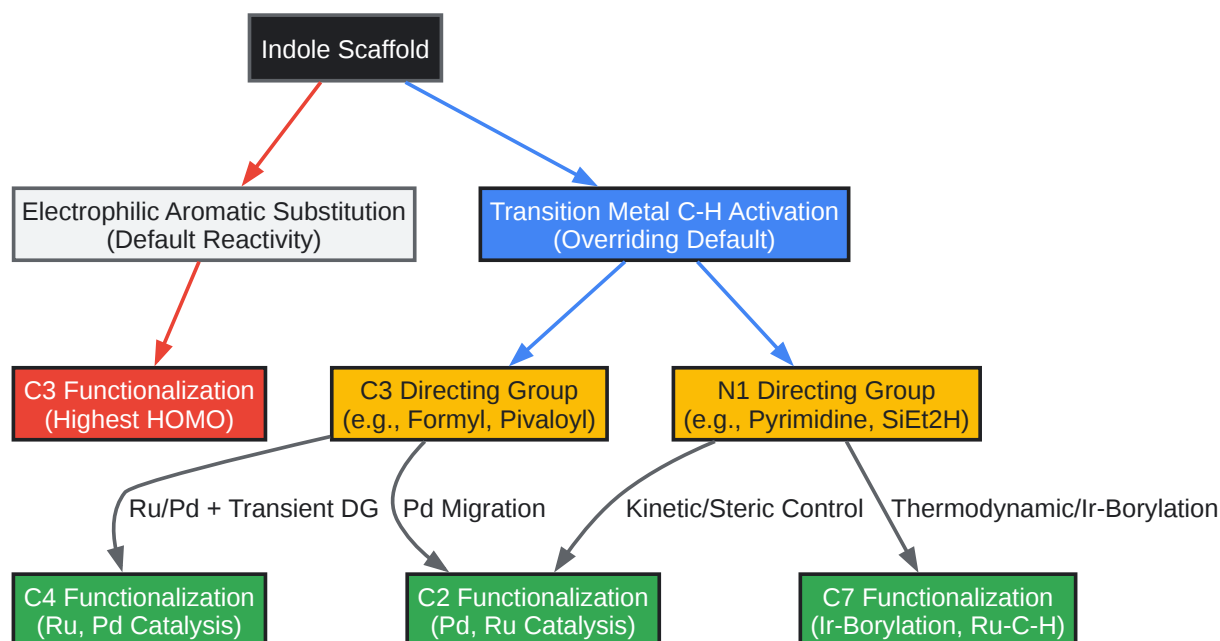 Indole Scaffold
Electrophilic Aromatic Substitution
(Default Reactivity)
Transition Metal C-H Activation
(Overriding Default)
C3 Functionalization
(Highest HOMO)
C3 Directing Group
(e.g., Formyl, Pivaloyl)
N1 Directing Group
(e.g., Pyrimidine, SiEt2H)
Ru/Pd + Transient DG
Pd Migration
Kinetic/Steric Control
Thermodynamic/Ir-Borylation
C4 Functionalization
(Ru, Pd Catalysis)
C2 Functionalization
(Pd, Ru Catalysis)
C7 Functionalization
(Ir-Borylation, Ru-C-H)